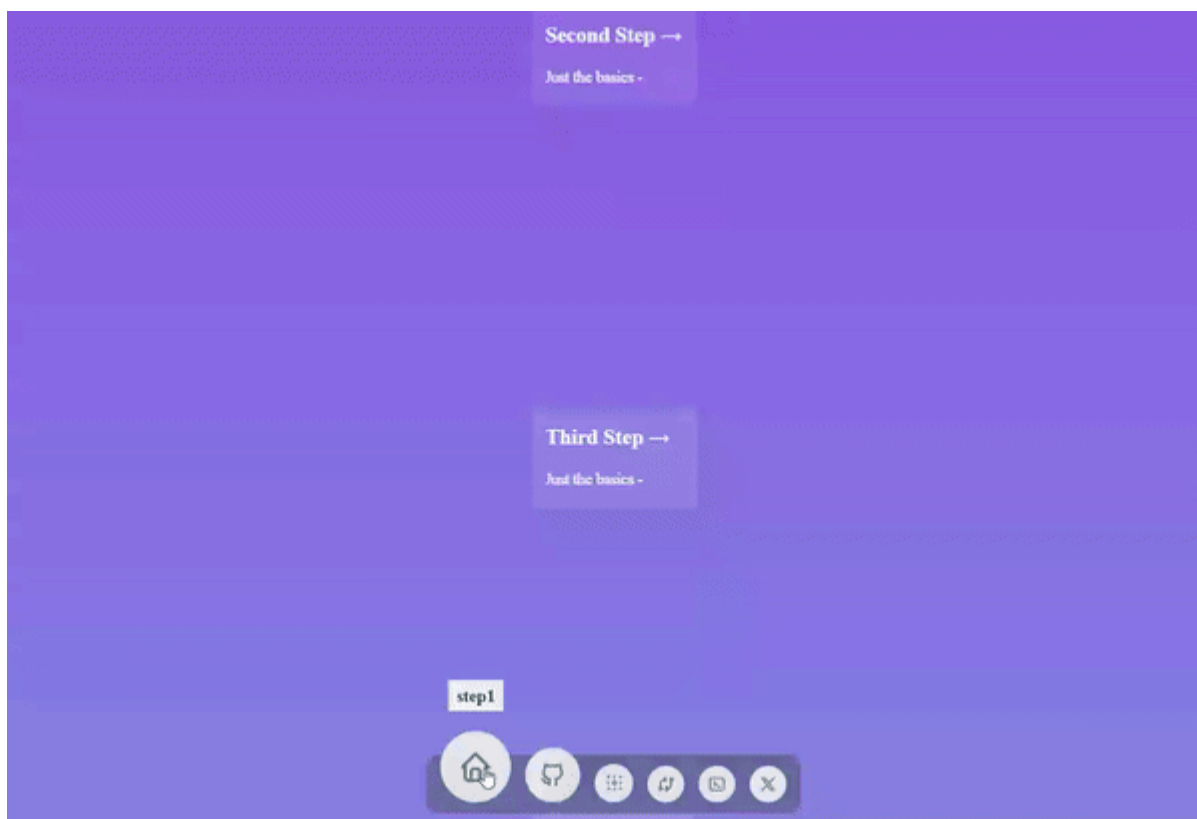 Second Step →
Just the basics -
Third Step →
Just the basics -
step1